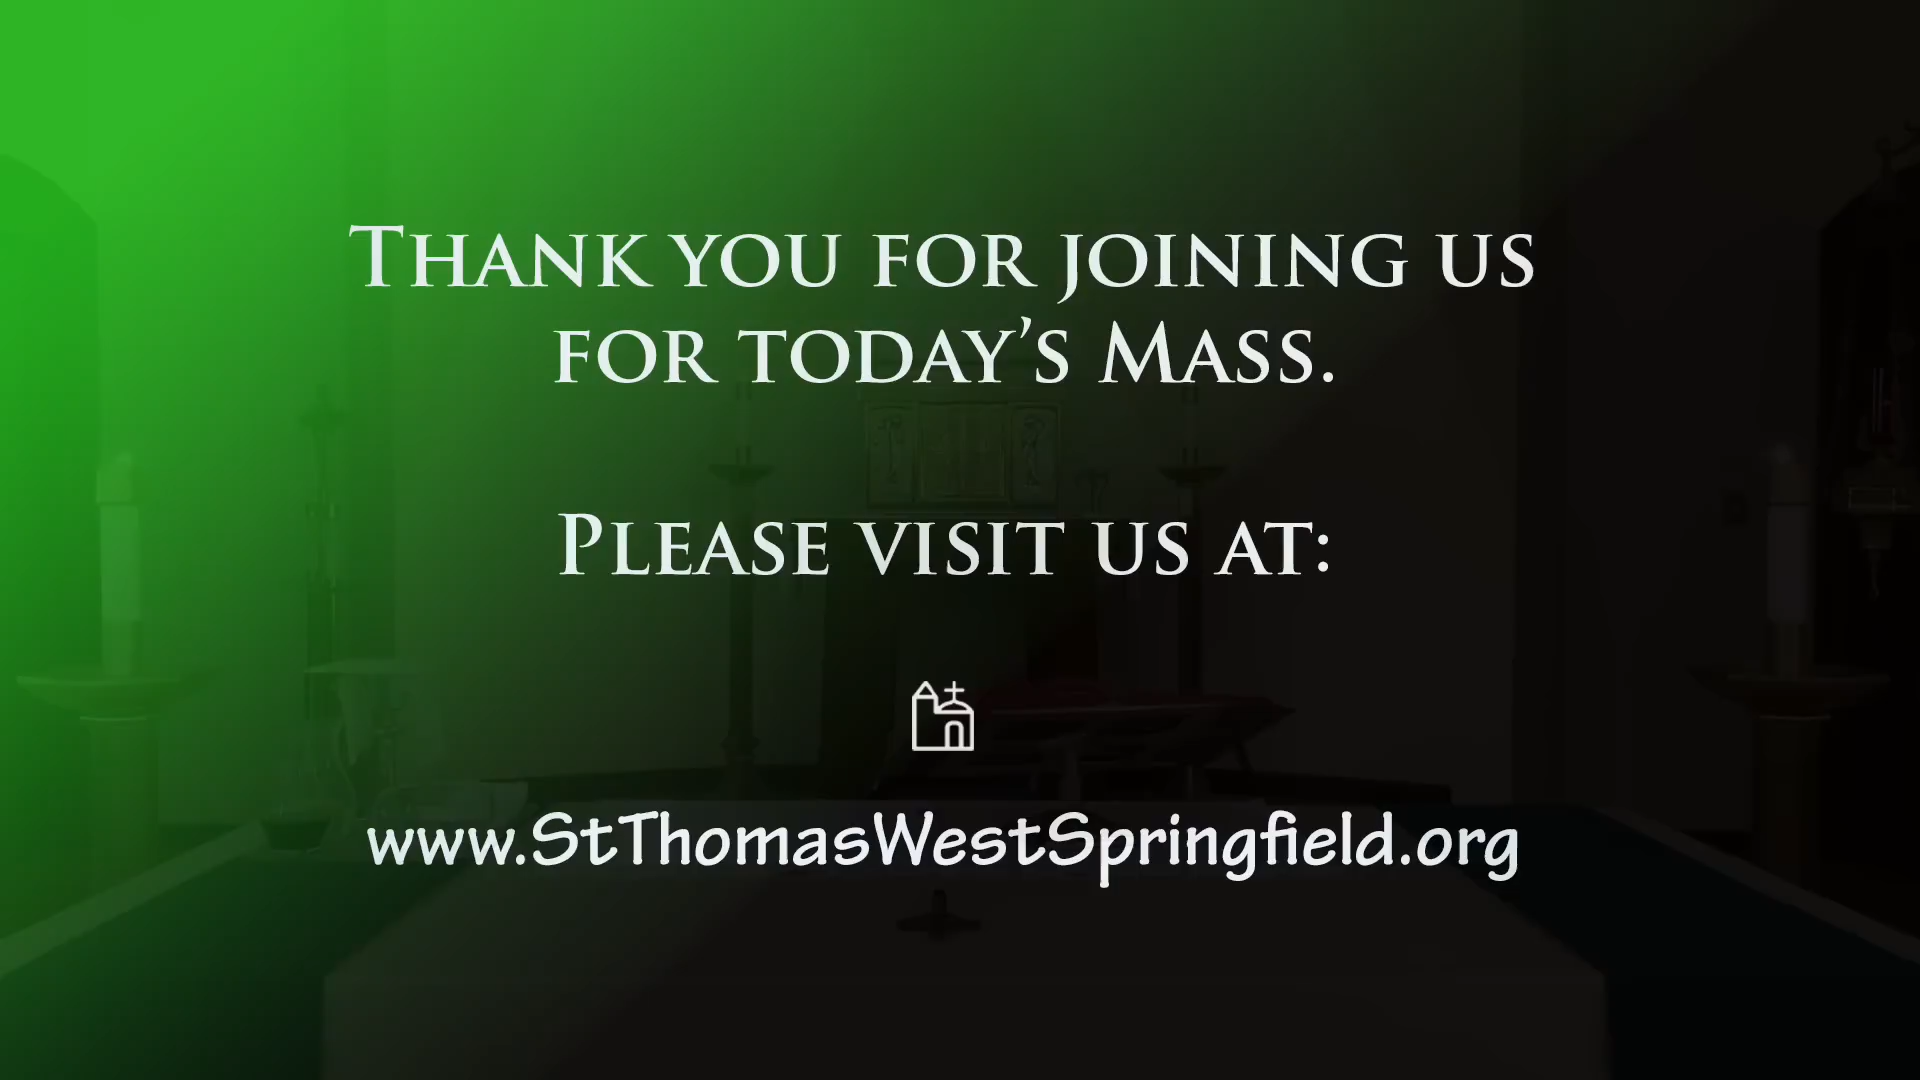 Thank you for joining us
for today’s Mass.
Please visit us at:
www.StThomasWestSpringfield.org